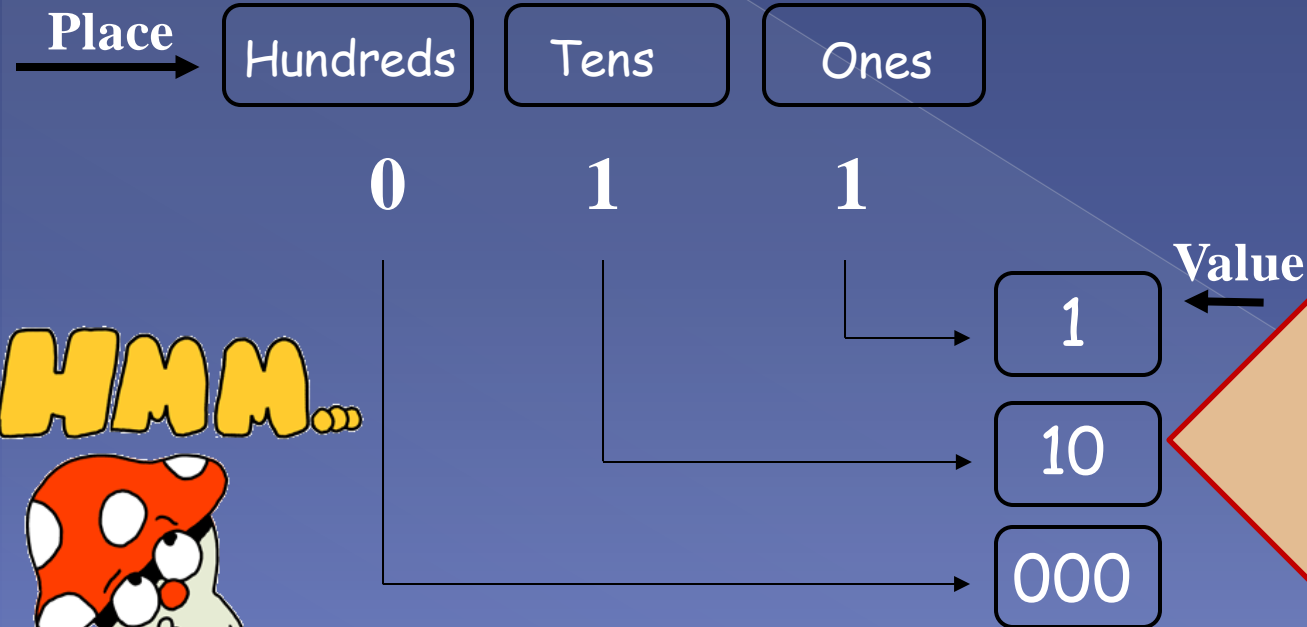 Place
Hundreds Tens Ones
0 1 1
Value
1
HMM...
10
000